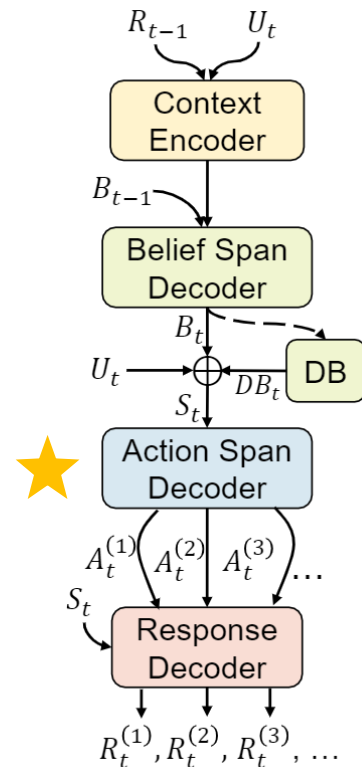 R_{t-1} U_t
Context
Encoder
B_{t-1}
Belief Span
Decoder
B_t
U_t DB_t DB
S_t
Action Span
Decoder
A_t^{(1)} A_t^{(2)} A_t^{(3)} ...
S_t
Response
Decoder
R_t^{(1)}, R_t^{(2)}, R_t^{(3)}, ...